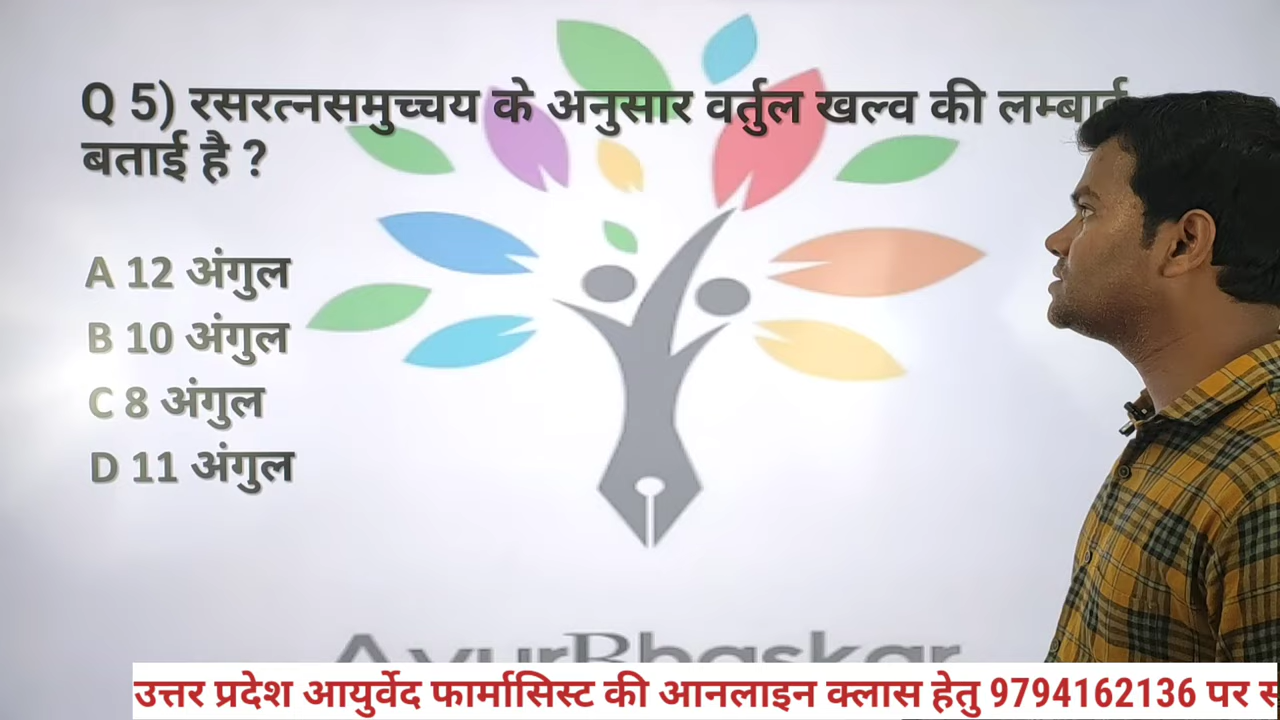 Q 5) रसरत्नसमुच्चय के अनुसार वर्तुल खल्व की
बताई है ?
A 12 अंगुल
B 10 अंगुल
C 8 अंगुल
D 11 अंगुल
AyurBhaskar
उत्तर प्रदेश आयुर्वेद फार्मासिस्ट की आनलाइन क्लास हेतु 9794162136 पर